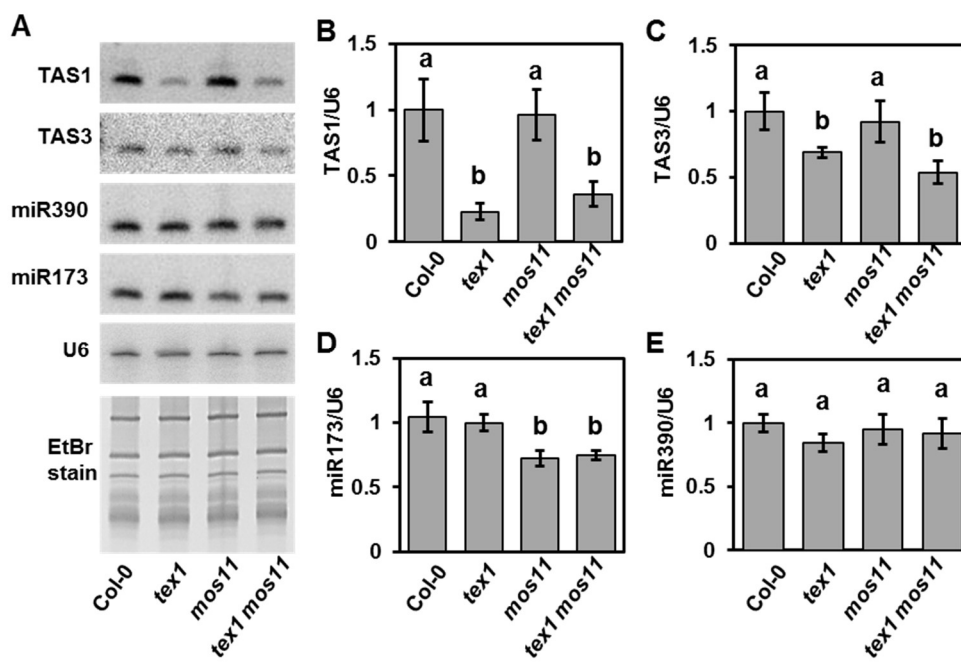 A
TAS1
TAS3
miR390
miR173
U6
EtBr
stain
Col-0
tex1
mos11
tex1 mos11
B
TAS1/U6
1.5
1
0.5
0
a
b
a
b
Col-0
tex1
mos11
tex1 mos11
C
TAS3/U6
1.5
1
0.5
0
a
b
a
b
Col-0
tex1
mos11
tex1 mos11
D
miR173/U6
1.5
1
0.5
0
a
a
b
b
Col-0
tex1
mos11
tex1 mos11
E
miR390/U6
1.5
1
0.5
0
a
a
a
a
Col-0
tex1
mos11
tex1 mos11